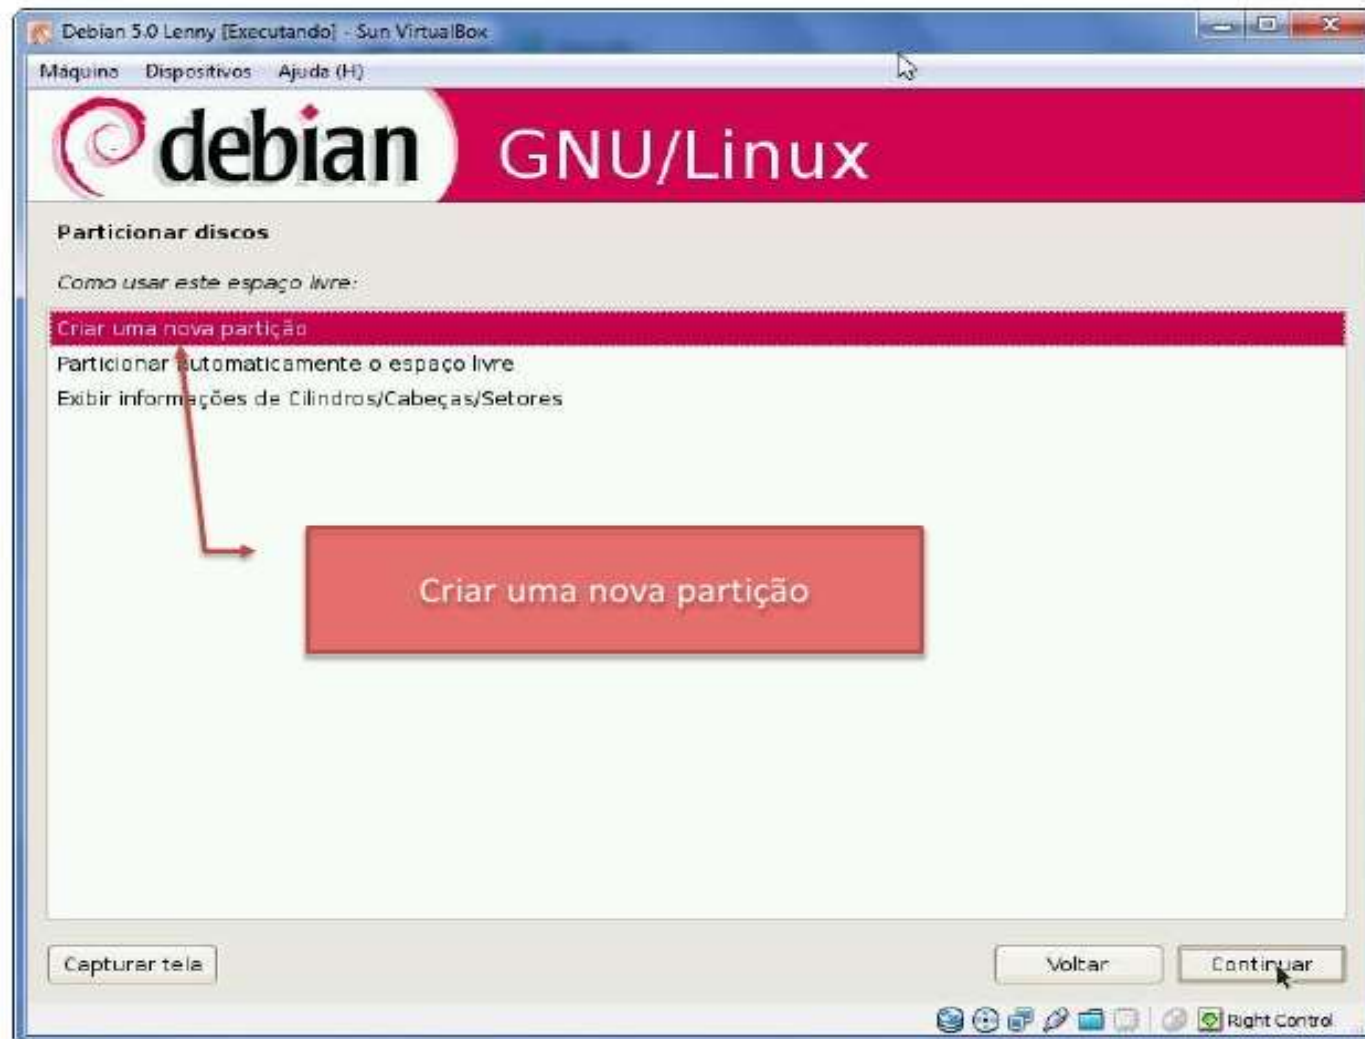 Debian 5.0 Lenny [Executando] - Sun VirtualBox
Máquina Dispositivos Ajuda (H)
debian GNU/Linux
Particionar discos
Como usar este espaço livre:
Criar uma nova partição
Particionar automaticamente o espaço livre
Exibir informações de Cilindros/Cabeças/Setores
Criar uma nova partição
Capturar tela
Voltar
Continuar
Right Control